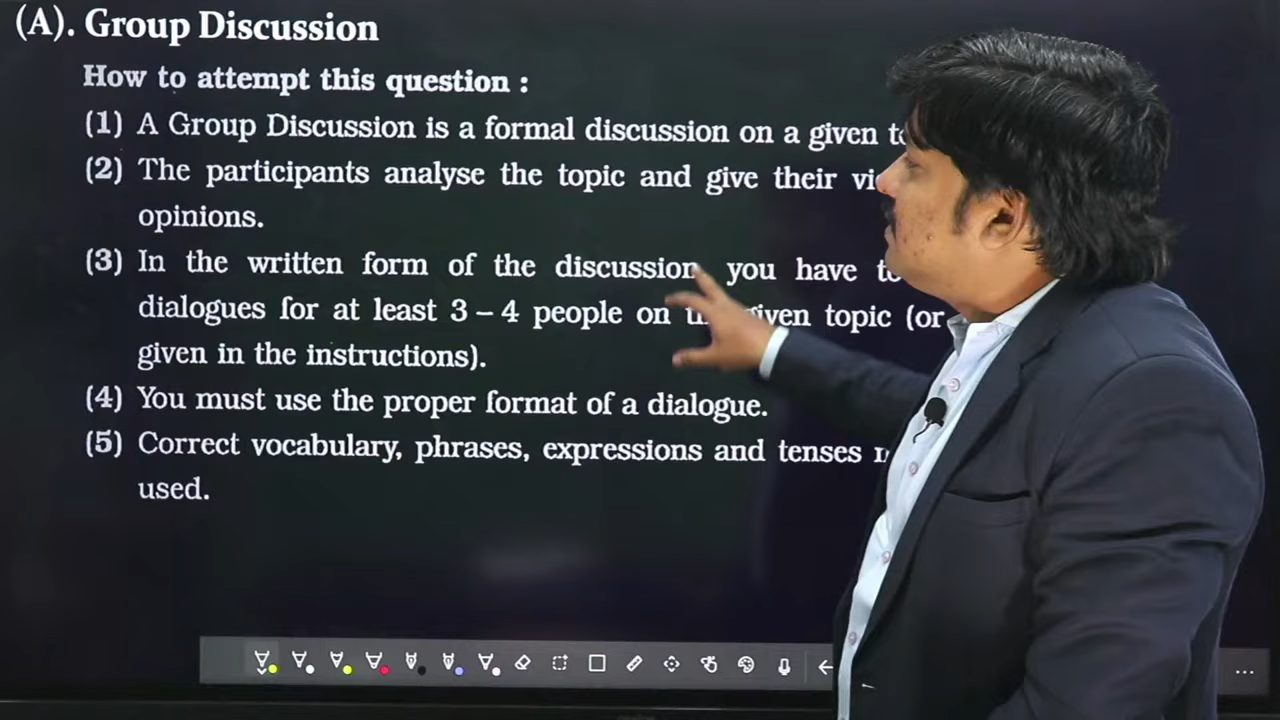 (A). Group Discussion
How to attempt this question :
(1) A Group Discussion is a formal discussion on a given
(2) The participants analyse the topic and give their
opinions.
(3) In the written form of the discussion, you have
dialogues for at least 3 – 4 people on given topic (or
given in the instructions).
(4) You must use the proper format of a dialogue.
(5) Correct vocabulary, phrases, expressions and tenses
used.